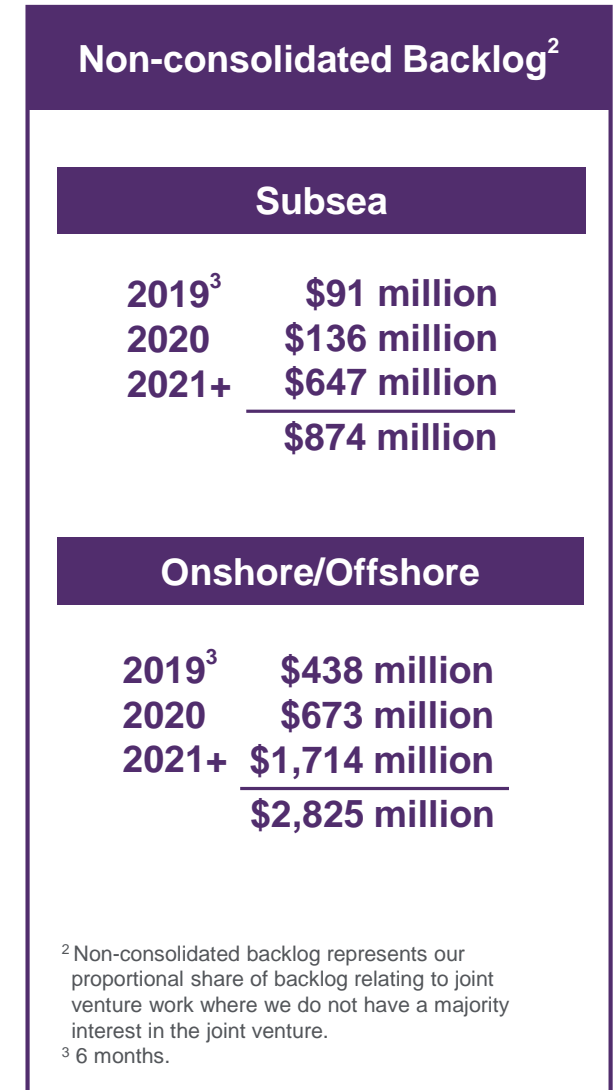 Non-consolidated Backlog²
Subsea
2019³ $91 million
2020 $136 million
2021+ $647 million
$874 million
Onshore/Offshore
2019³ $438 million
2020 $673 million
2021+ $1,714 million
$2,825 million
² Non-consolidated backlog represents our
proportional share of backlog relating to joint
venture work where we do not have a majority
interest in the joint venture.
³ 6 months.